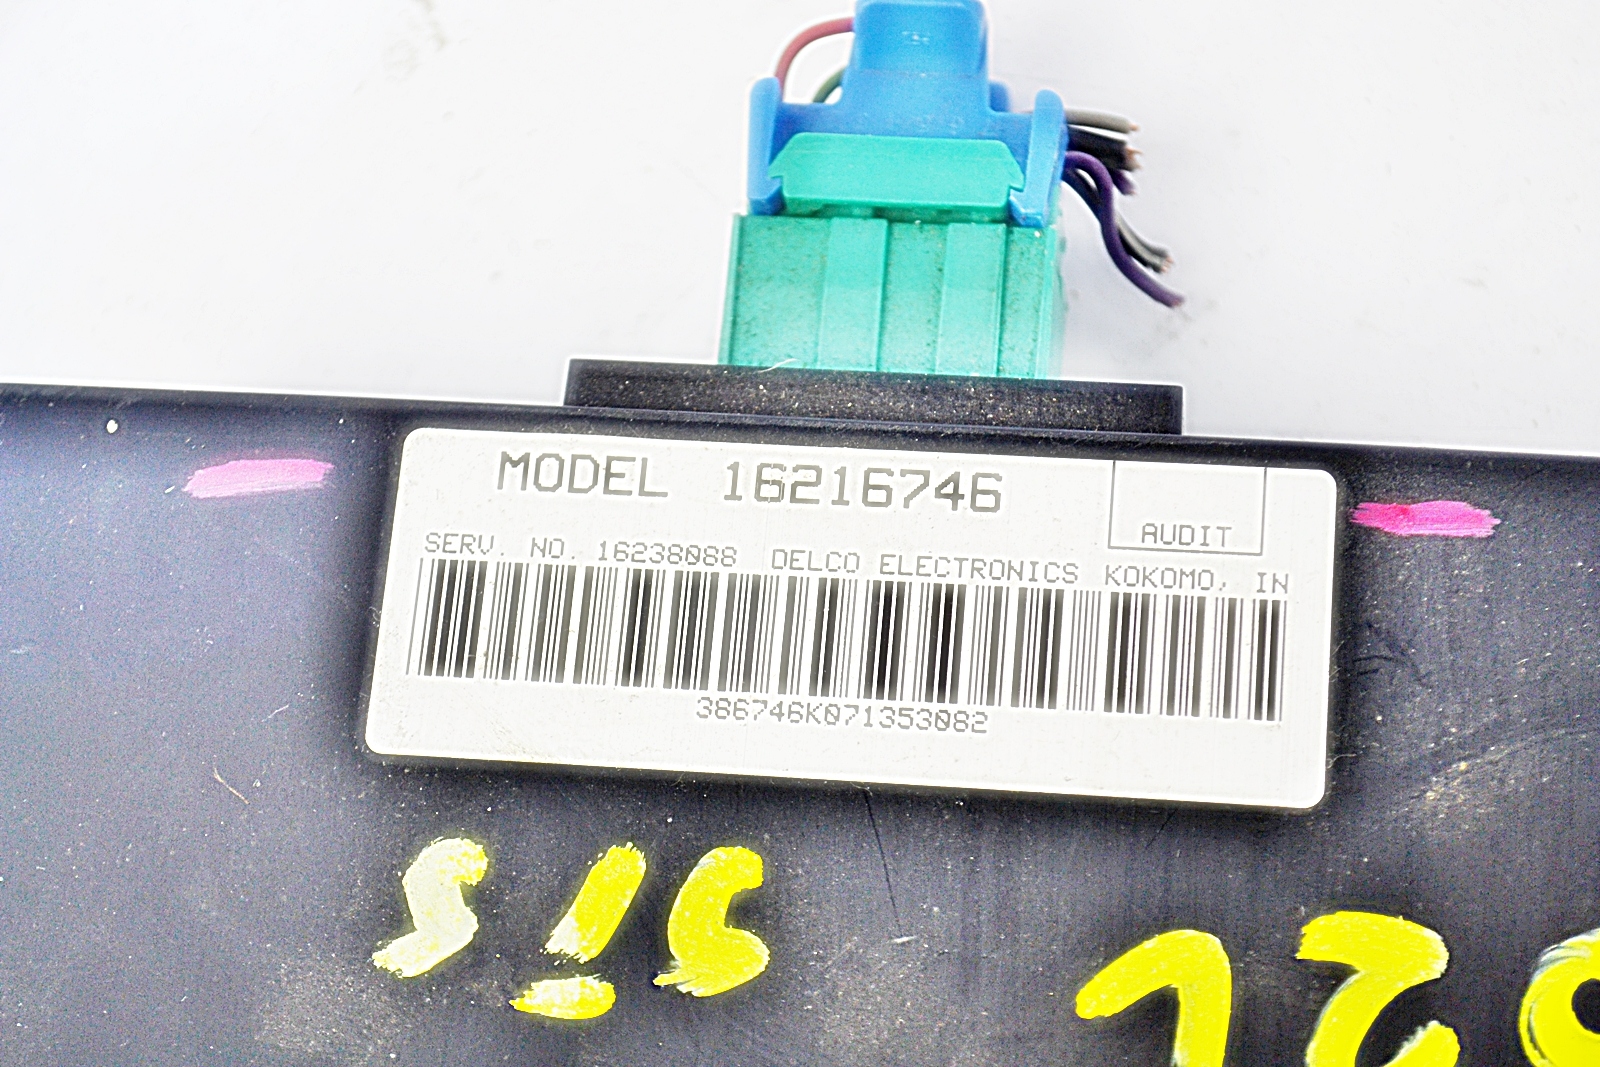 MODEL 16216746
AUDIT
SERV. NO. 16238088 DELCO ELECTRONICS KOKOMO, IN
386746K071353082